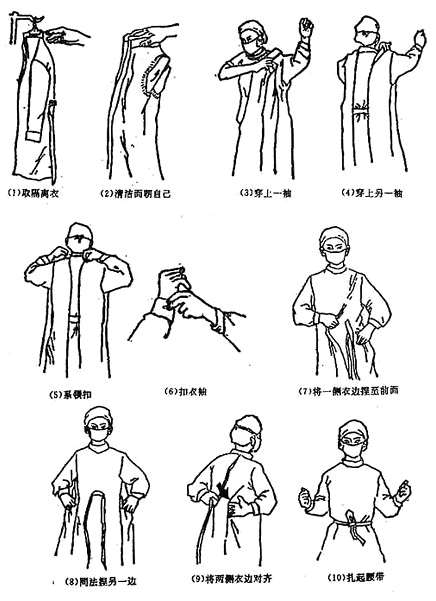 (1)取隔离衣
(2)清洁面朝自己
(3)穿上一袖
(4)穿上另一袖
(5)系领扣
(6)扣衣袖
(7)将一侧衣边捏至前面
(8)同法捏另一边
(9)将两侧衣边对齐
(10)扎起腰带